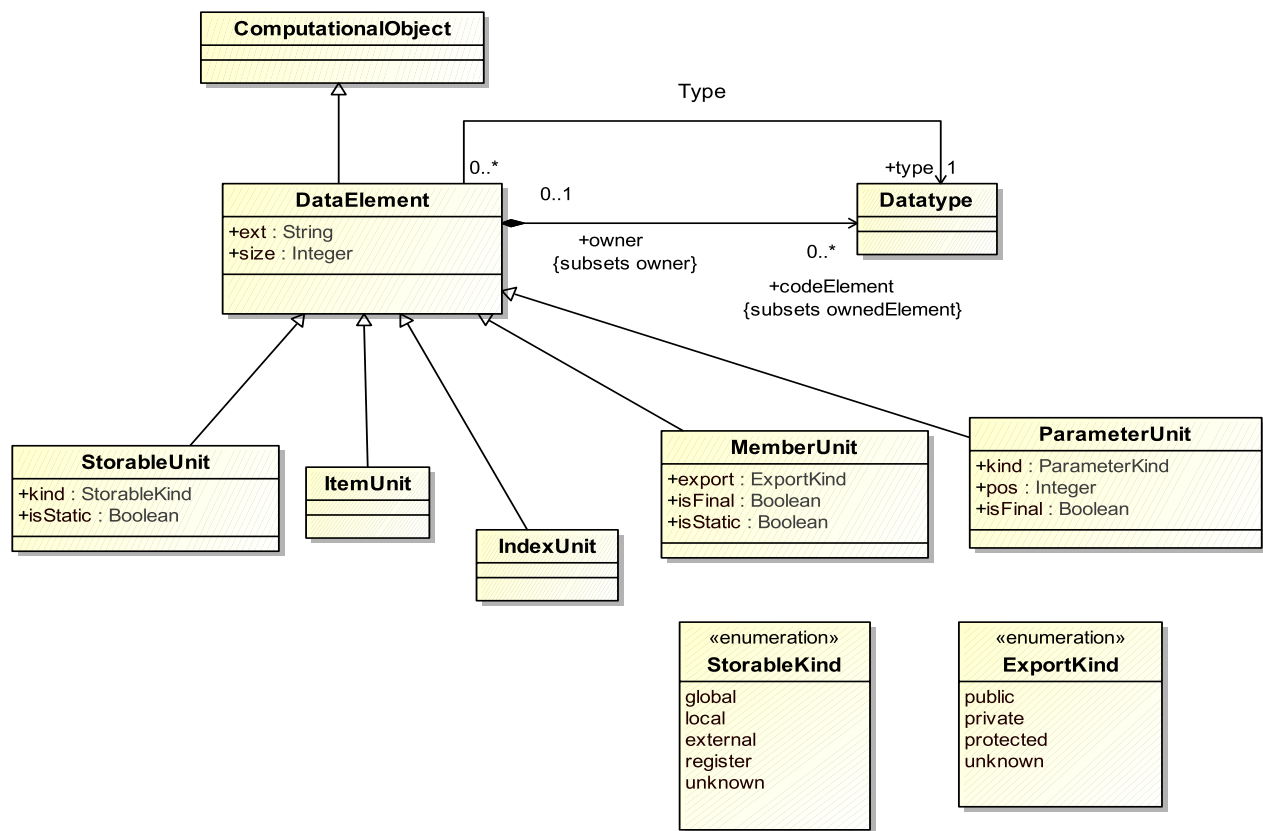 ComputationalObject
Type
0..*
+type
1
DataElement
+ext : String
+size : Integer
0..1
+owner
{subsets owner}
Datatype
0..*
+codeElement
{subsets ownedElement}
StorableUnit
+kind : StorableKind
+isStatic : Boolean
ItemUnit
IndexUnit
MemberUnit
+export : ExportKind
+isFinal : Boolean
+isStatic : Boolean
ParameterUnit
+kind : ParameterKind
+pos : Integer
+isFinal : Boolean
«enumeration»
StorableKind
global
local
external
register
unknown
«enumeration»
ExportKind
public
private
protected
unknown